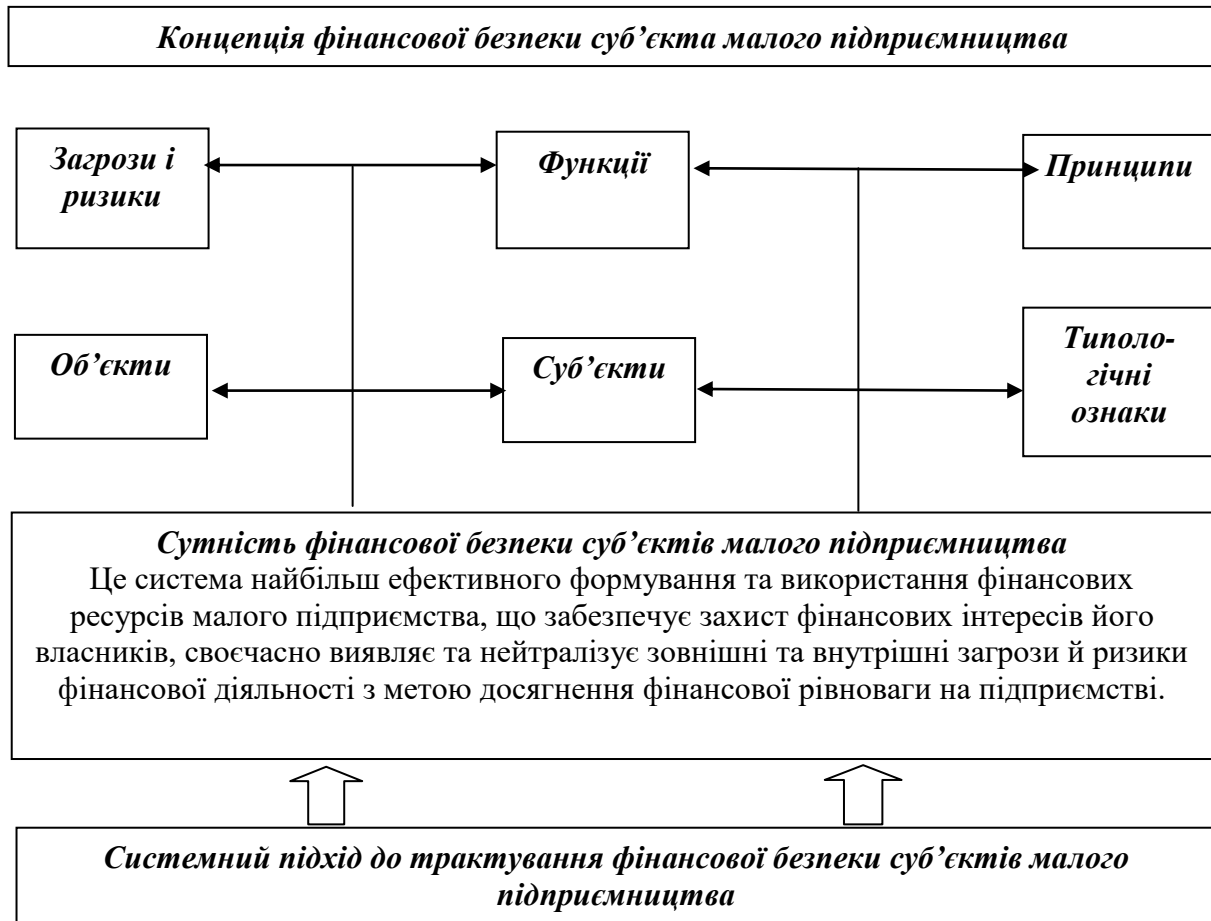 Концепція фінансової безпеки суб’єкта малого підприємництва
Загрози і
ризики
Функції
Принципи
Об’єкти
Суб’єкти
Типоло-
гічні
ознаки
Сутність фінансової безпеки суб’єктів малого підприємництва
Це система найбільш ефективного формування та використання фінансових
ресурсів малого підприємства, що забезпечує захист фінансових інтересів його
власників, своєчасно виявляє та нейтралізує зовнішні та внутрішні загрози й ризики
фінансової діяльності з метою досягнення фінансової рівноваги на підприємстві.
Системний підхід до трактування фінансової безпеки суб’єктів малого
підприємництва